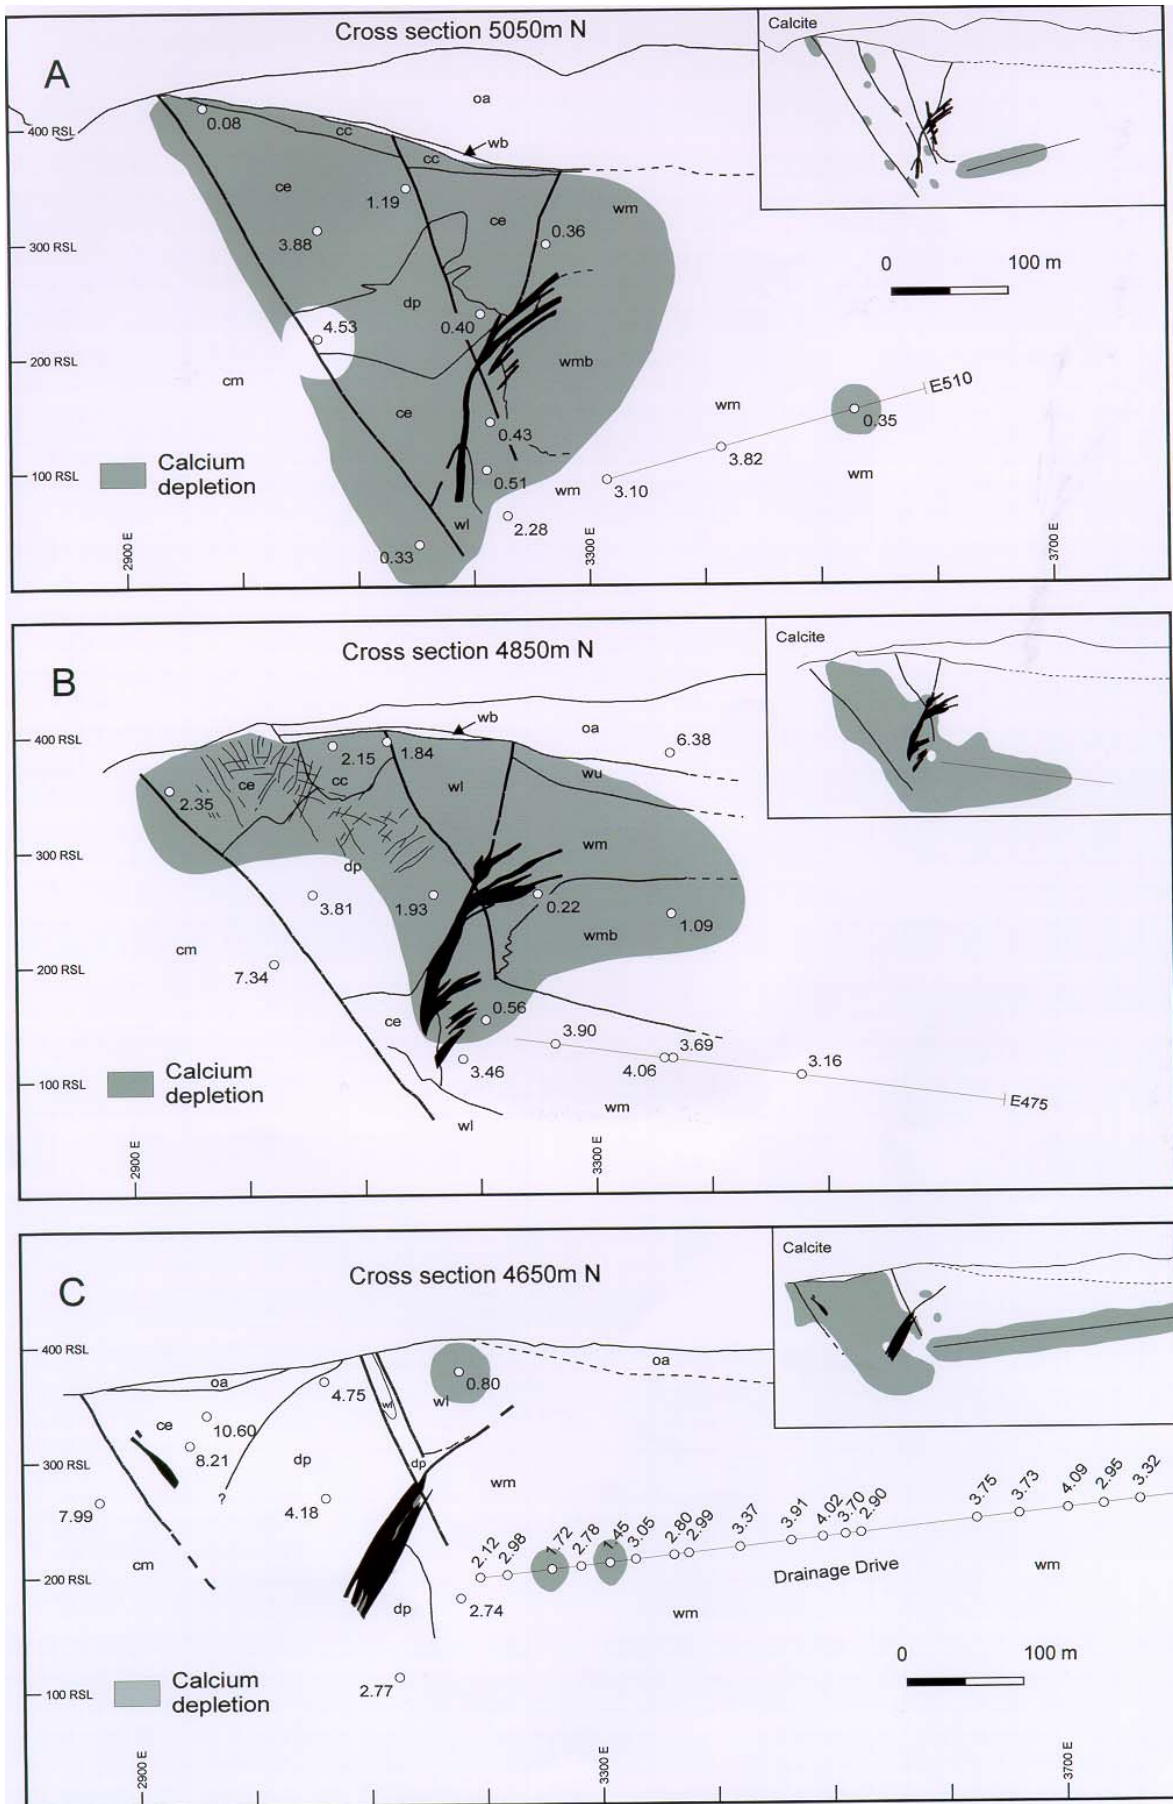 Cross section 5050m N
A
Calcite
oa
400 RSL
0.08
cc
wb
cc
ce
1.19
ce
wm
3.88
0.36
300 RSL
0 100 m
dp
4.53
0.40
200 RSL
cm
wmb
wm
E510
ce
0.35
0.43
3.82
Calcium
depletion
100 RSL
0.51
wm
3.10
wm
wl
2.28
0.33
2900 E
3300 E
3700 E
Cross section 4850m N
B
Calcite
wb
oa
400 RSL
6.38
2.15
1.84
ce
cc
wl
wu
2.35
wm
300 RSL
dp
3.81
1.93
0.22
1.09
wmb
cm
7.34
200 RSL
0.56
ce
3.90
3.69
3.46
4.06
3.16
Calcium
depletion
100 RSL
wm
E475
wl
2900 E
3300 E
Cross section 4650m N
C
Calcite
400 RSL
oa
oa
4.75
0.80
wl
wl
ce
10.60
8.21
dp
dp
300 RSL
wm
?
7.99
4.18
2.12
2.98
1.72
2.78
1.45
3.05
2.80
2.99
3.37
3.91
4.02
3.70
2.90
3.75
3.73
4.09
2.95
3.32
cm
Drainage Drive
wm
200 RSL
dp
2.74
wm
2.77
0 100 m
Calcium
depletion
100 RSL
2900 E
3300 E
3700 E